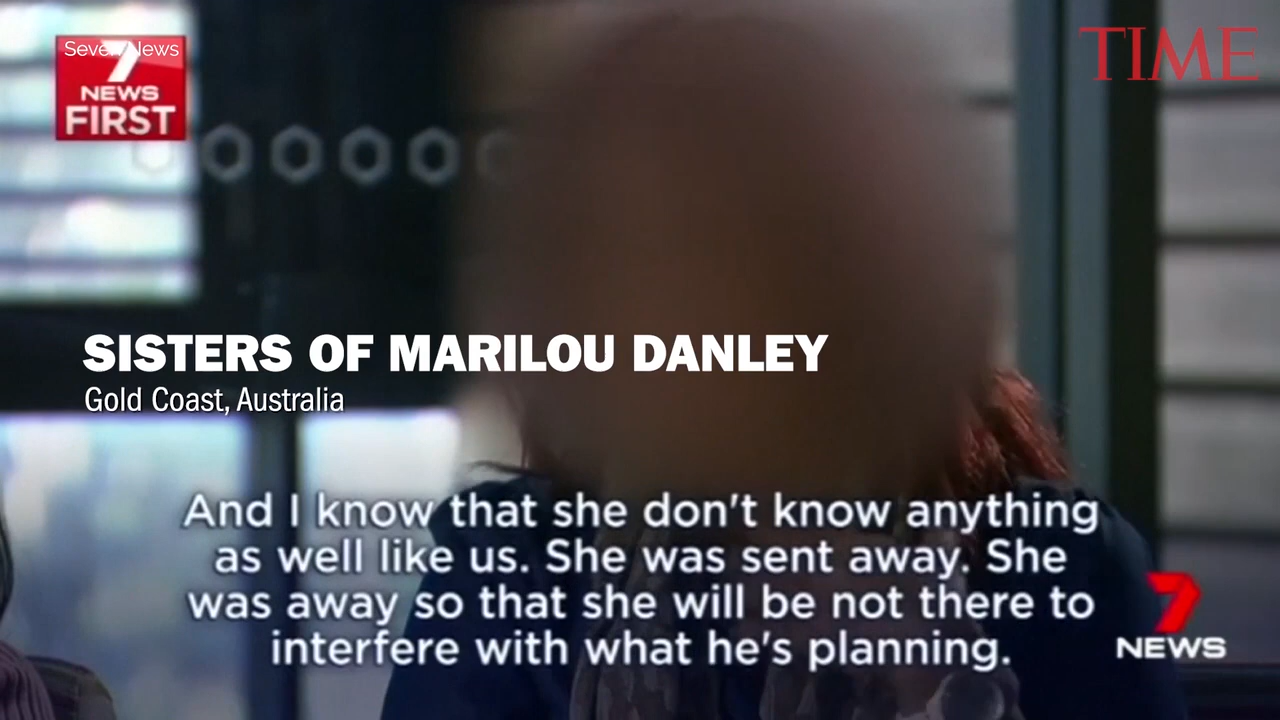 Seven News
7
NEWS
FIRST
TIME
SISTERS OF MARILOU DANLEY
Gold Coast, Australia
And I know that she don't know anything
as well like us. She was sent away. She
was away so that she will be not there to
interfere with what he's planning.
7
NEWS